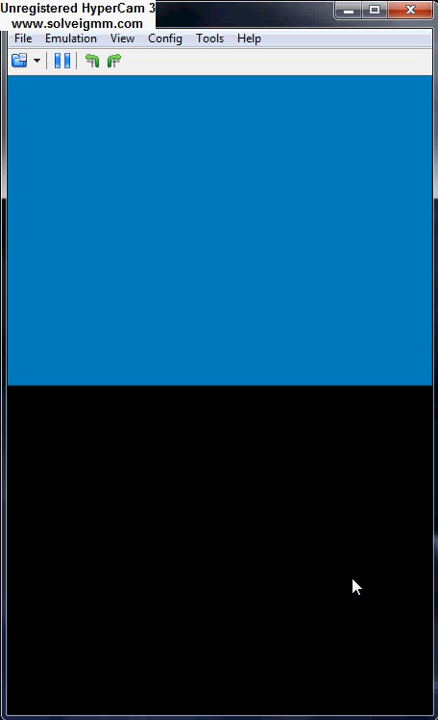 Unregistered HyperCam 3
www.solveigmm.com
File Emulation View Config Tools Help